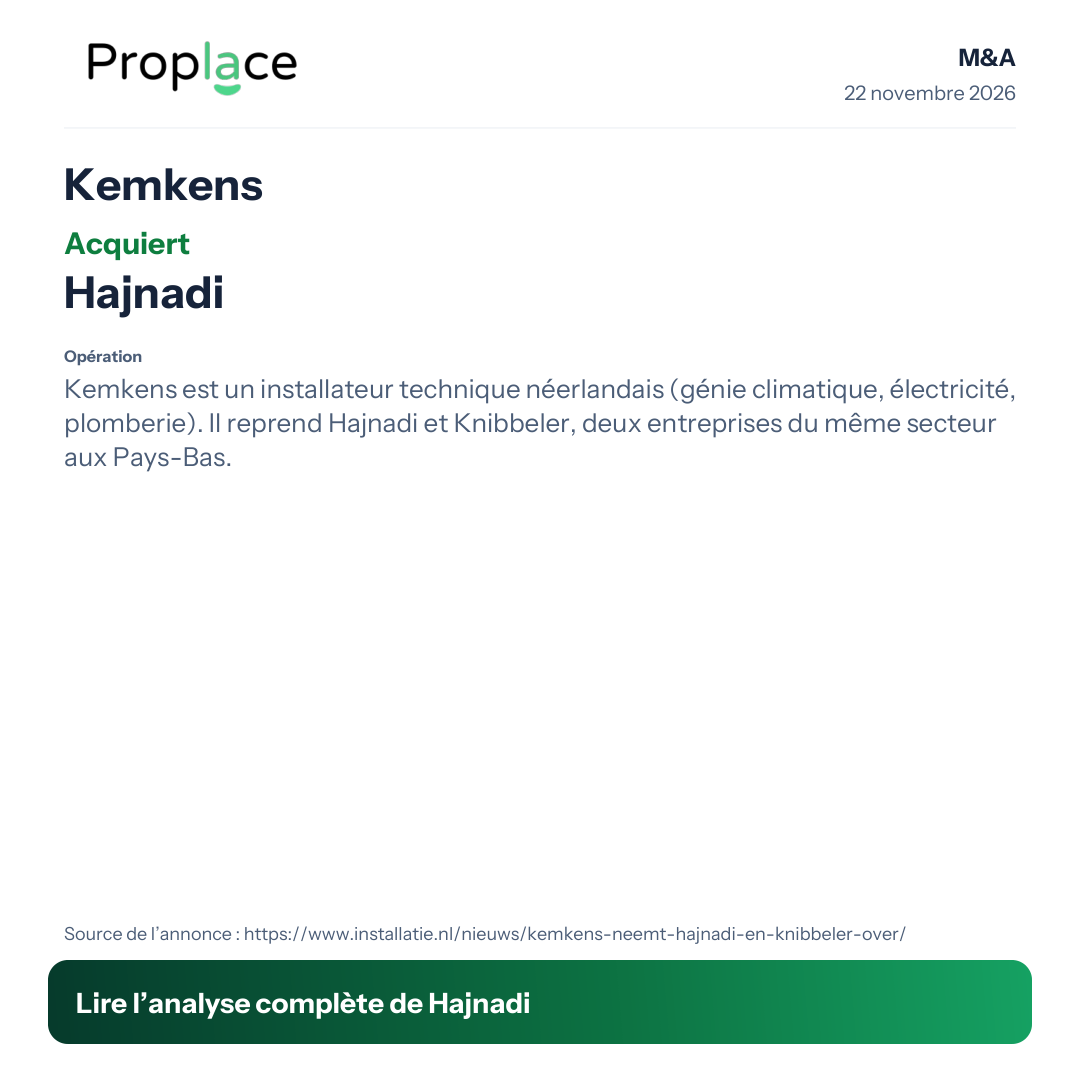 Proplace
M&A
22 novembre 2026
Kemkens
Acquiert
Hajnadi
Opération
Kemkens est un installateur technique néerlandais (génie climatique, électricité,
plomberie). Il reprend Hajnadi et Knibbeler, deux entreprises du même secteur
aux Pays-Bas.
Source de l’annonce : https://www.installatie.nl/nieuws/kemkens-neemt-hajnadi-en-knibbeler-over/
Lire l’analyse complète de Hajnadi